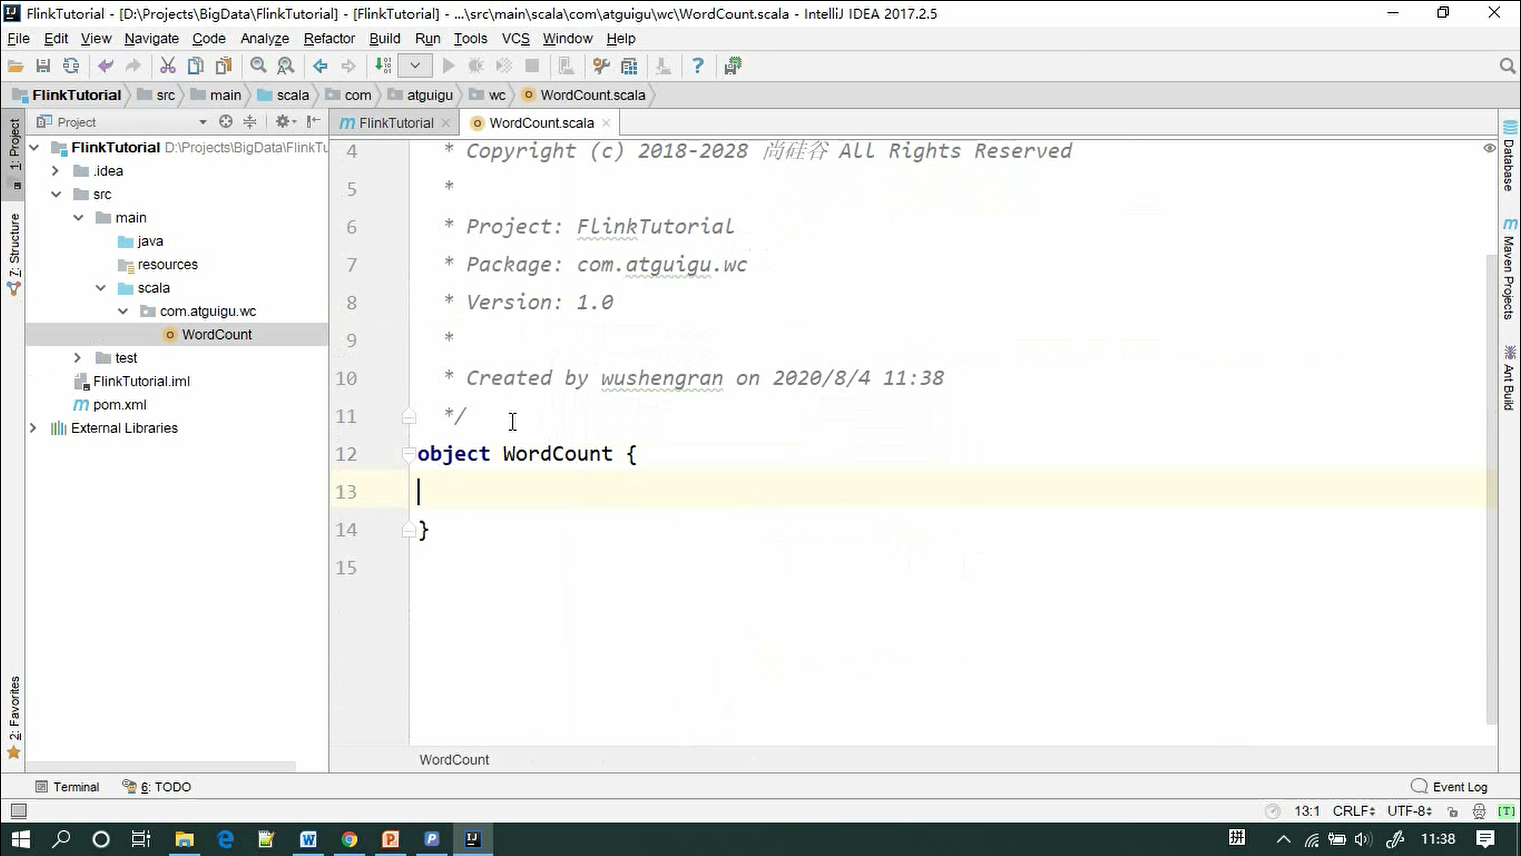 FlinkTutorial - [D:\Projects\BigData\FlinkTutorial] - [FlinkTutorial] - ...\src\main\scala\com\atguigu\wc\WordCount.scala - IntelliJ IDEA 2017.2.5
File Edit View Navigate Code Analyze Refactor Build Run Tools VCS Window Help
FlinkTutorial src main scala com atguigu wc WordCount.scala
Project
FlinkTutorial
WordCount.scala
1: Project
7: Structure
2: Favorites
FlinkTutorial D:\Projects\BigData\FlinkTu
.idea
src
main
java
resources
scala
com.atguigu.wc
WordCount
test
FlinkTutorial.iml
pom.xml
External Libraries
4 * Copyright (c) 2018-2028 尚硅谷 All Rights Reserved
5 *
6 * Project: FlinkTutorial
7 * Package: com.atguigu.wc
8 * Version: 1.0
9 *
10 * Created by wushengran on 2020/8/4 11:38
11 */
12 object WordCount {
13
14 }
15
WordCount
Database
Maven Projects
Ant Build
Terminal
6: TODO
Event Log
13:1 CRLF UTF-8 [T]
拼
11:38